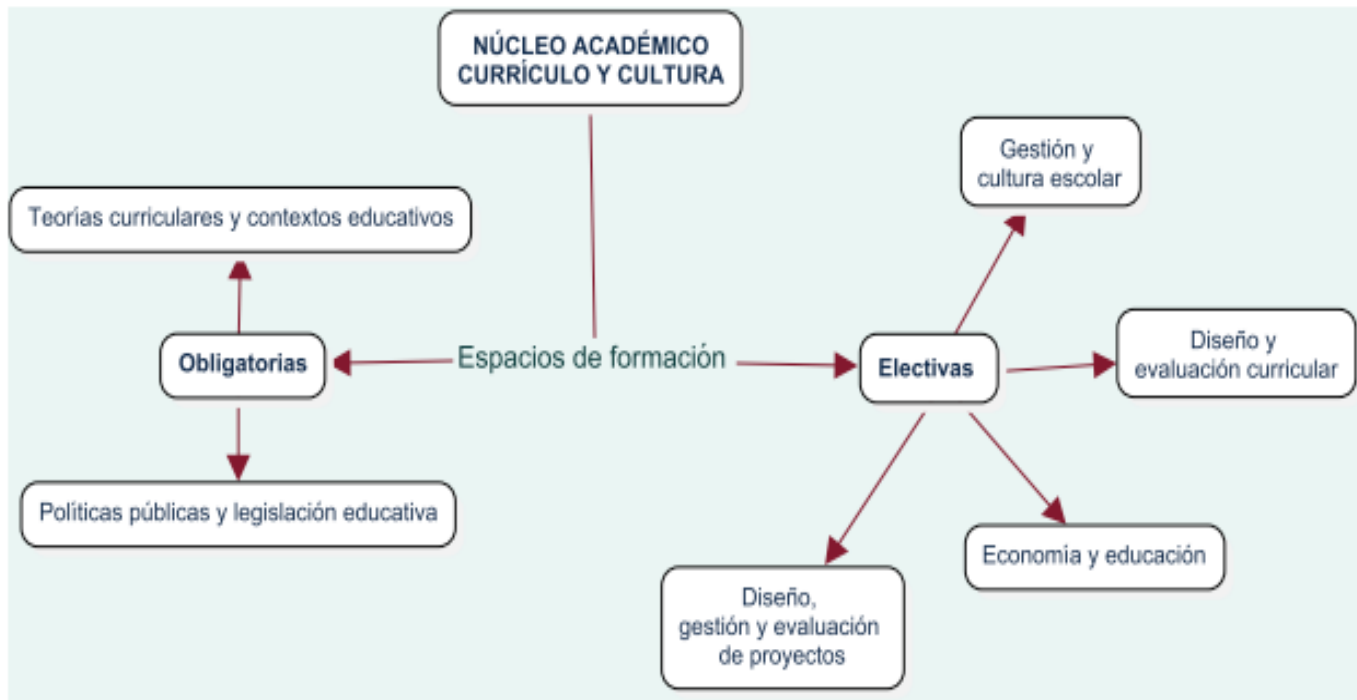 NÚCLEO ACADÉMICO
CURRÍCULO Y CULTURA
Gestión y
cultura escolar
Teorías curriculares y contextos educativos
Obligatorias
Espacios de formación
Electivas
Diseño y
evaluación curricular
Políticas públicas y legislación educativa
Economía y educación
Diseño,
gestión y evaluación
de proyectos